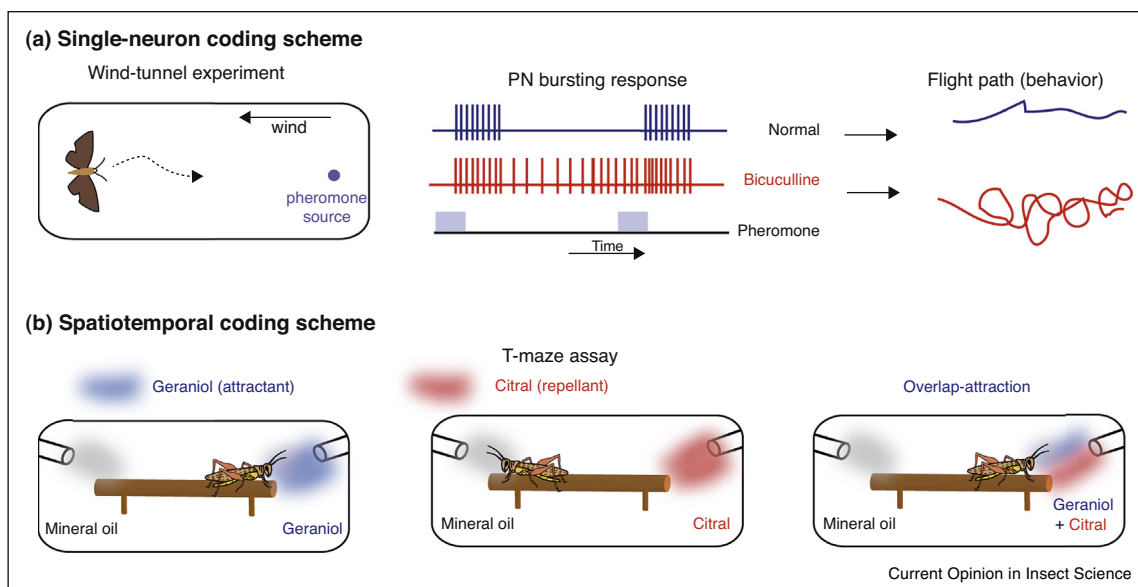 (a) Single-neuron coding scheme
Wind-tunnel experiment
PN bursting response
Flight path (behavior)
wind
pheromone
source
Normal
Bicuculline
Pheromone
Time
(b) Spatiotemporal coding scheme
T-maze assay
Geraniol (attractant)
Citral (repellant)
Overlap-attraction
Mineral oil
Geraniol
Mineral oil
Citral
Mineral oil
Geraniol
+ Citral
Current Opinion in Insect Science